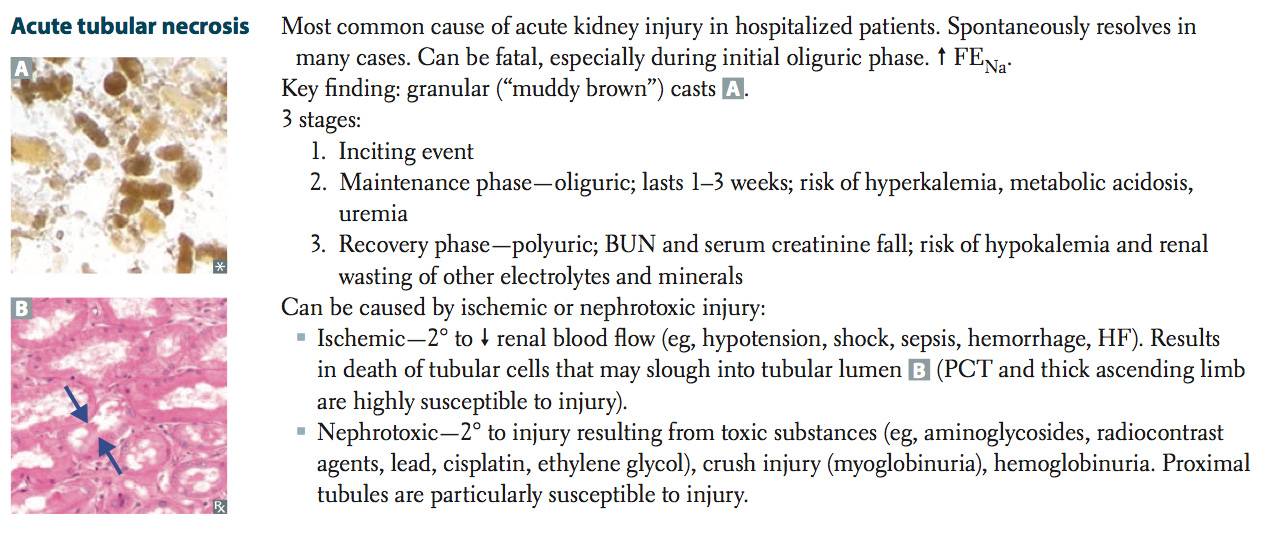 Acute tubular necrosis
Most common cause of acute kidney injury in hospitalized patients. Spontaneously resolves in
many cases. Can be fatal, especially during initial oliguric phase. ↑ FENa.
Key finding: granular (“muddy brown”) casts A.
3 stages:
1. Inciting event
2. Maintenance phase—oliguric; lasts 1–3 weeks; risk of hyperkalemia, metabolic acidosis,
uremia
3. Recovery phase—polyuric; BUN and serum creatinine fall; risk of hypokalemia and renal
wasting of other electrolytes and minerals
Can be caused by ischemic or nephrotoxic injury:
▪ Ischemic—2° to ↓ renal blood flow (eg, hypotension, shock, sepsis, hemorrhage, HF). Results
in death of tubular cells that may slough into tubular lumen B (PCT and thick ascending limb
are highly susceptible to injury).
▪ Nephrotoxic—2° to injury resulting from toxic substances (eg, aminoglycosides, radiocontrast
agents, lead, cisplatin, ethylene glycol), crush injury (myoglobinuria), hemoglobinuria. Proximal
tubules are particularly susceptible to injury.
A
*
B
℞